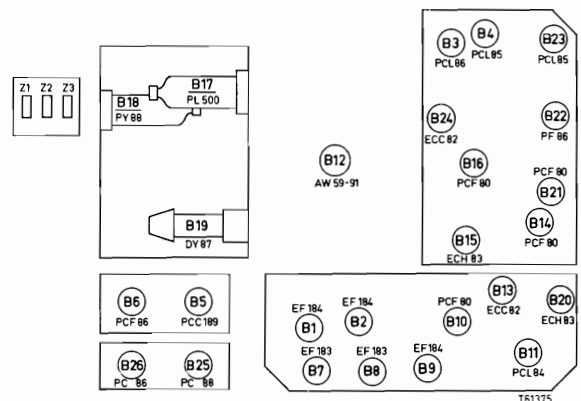 Z1 Z2 Z3
B17
PL 500
B18
PY 88
B19
DY 87
B12
AW 59-91
B3
PCL 86
B4
PCL 85
B23
PCL 85
B24
ECC 82
B22
PF 86
B16
PCF 80
PCF 80
B21
B14
PCF 80
B15
ECH 83
B6
PCF 86
B5
PCC 189
B26
PC 86
B25
PC 88
EF 184
B1
EF 184
B2
PCF 80
B10
B13
ECC 82
B20
ECH 83
EF 183
B7
EF 183
B8
EF 184
B9
B11
PCL 84
T61375